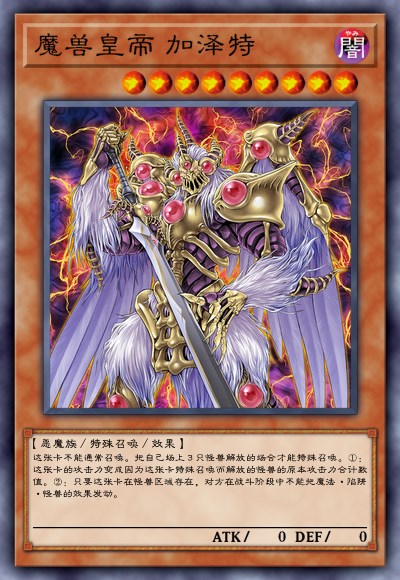 魔兽皇帝 加泽特
やみ
闇
【恶魔族／特殊召唤／效果】
这张卡不能通常召唤。把自己场上３只怪兽解放的场合才能特殊召唤。①：
这张卡的攻击力变成因为这张卡特殊召唤而解放的怪兽的原本攻击力合计数
值。②：只要这张卡在怪兽区域存在，对方在战斗阶段中不能把魔法·陷阱
·怪兽的效果发动。
ATK/ 0 DEF/ 0